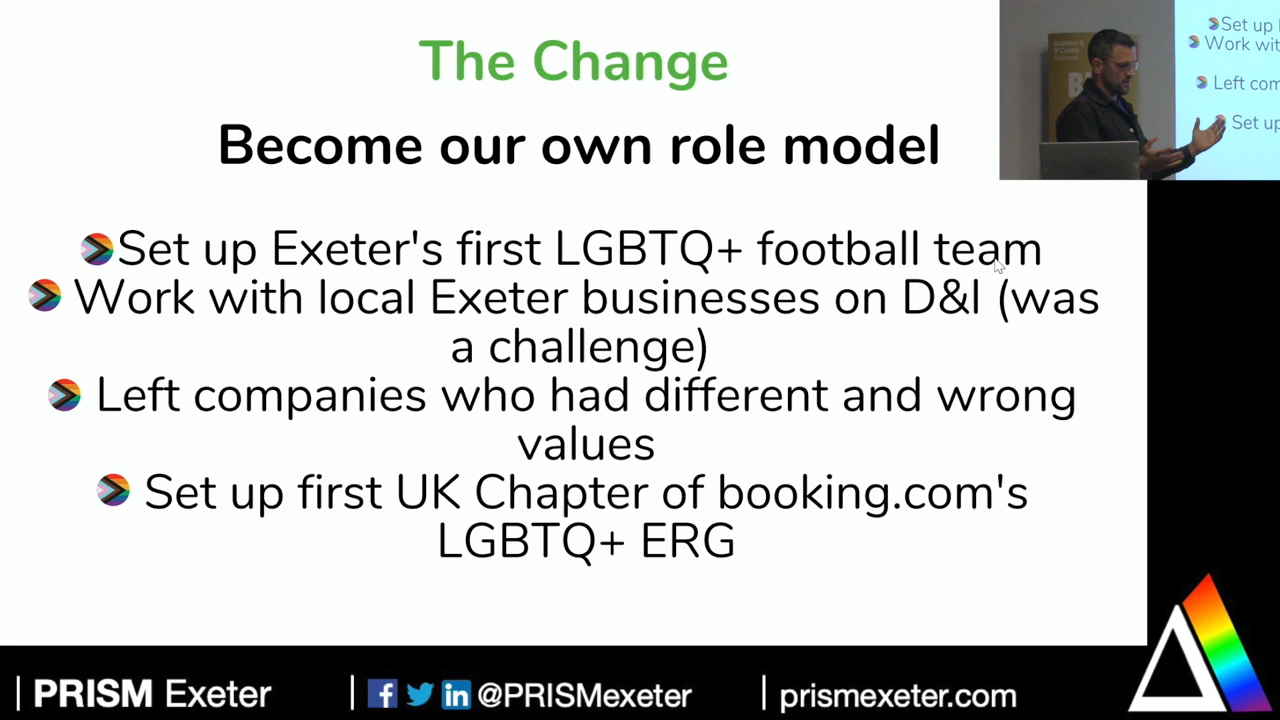 The Change
Become our own role model
Set up Exeter's first LGBTQ+ football team
Work with local Exeter businesses on D&I (was
a challenge)
Left companies who had different and wrong
values
Set up first UK Chapter of booking.com's
LGBTQ+ ERG
Set up
Work wit
Left com
Set up
| PRISM Exeter
| @PRISMexeter
| prismexeter.com